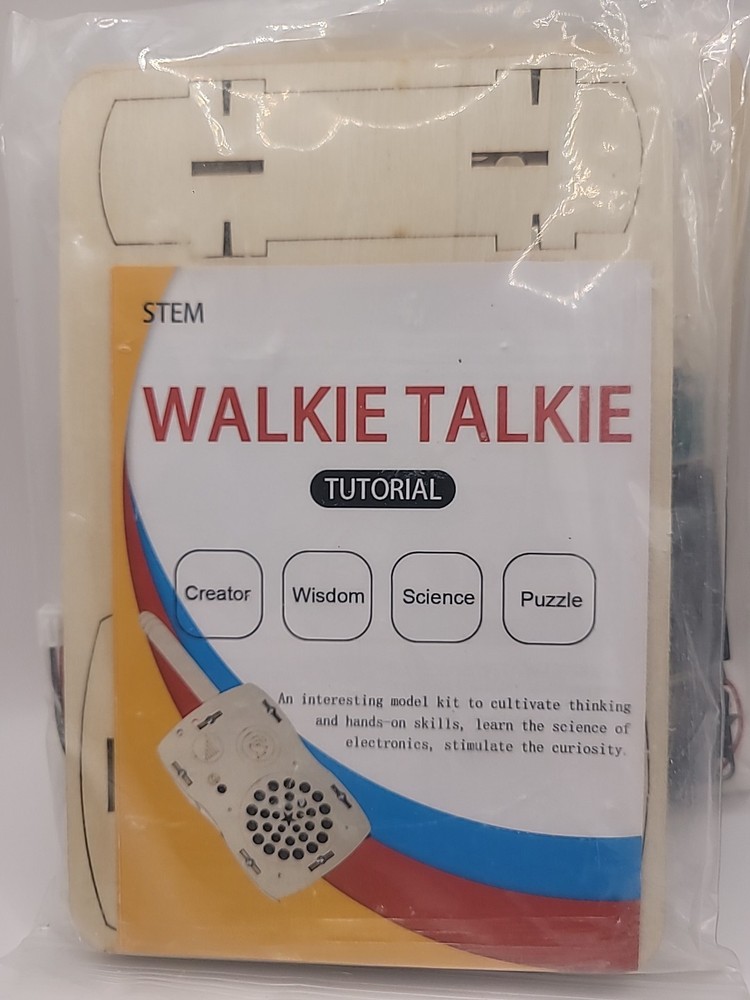 STEM
WALKIE TALKIE
TUTORIAL
Creator Wisdom Science Puzzle
An interesting model kit to cultivate thinking
and hands-on skills, learn the science of
electronics, stimulate the curiosity.